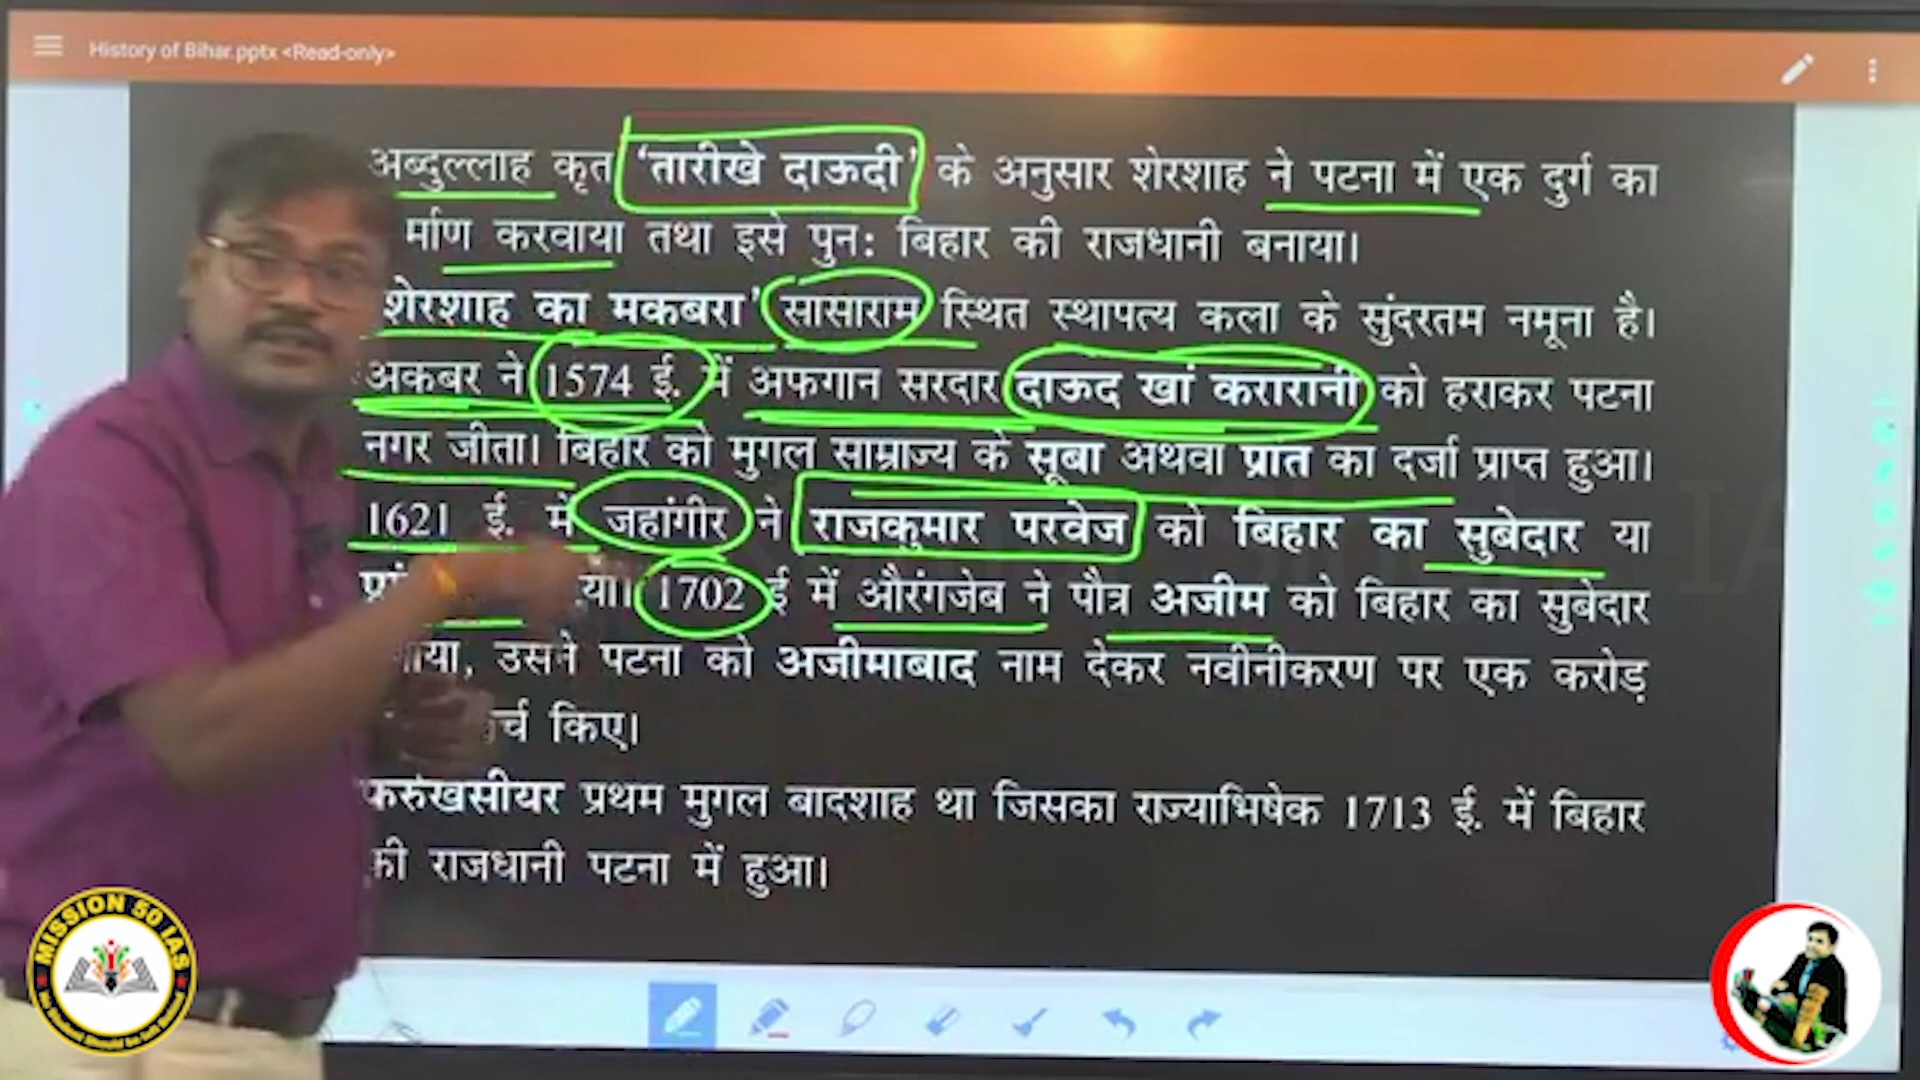 History of Bihar.pptx <Read-only>
अब्दुल्लाह कृत 'तारीखे दाऊदी' के अनुसार शेरशाह ने पटना में एक दुर्ग का
र्माण करवाया तथा इसे पुन: बिहार की राजधानी बनाया।
शेरशाह का मकबरा' सासाराम स्थित स्थापत्य कला के सुंदरतम नमूना है।
अकबर ने 1574 ई. में अफगान सरदार दाऊद खां करारानी को हराकर पटना
नगर जीता। बिहार को मुगल साम्राज्य के सूबा अथवा प्रांत का दर्जा प्राप्त हुआ।
1621 ई. में जहांगीर ने राजकुमार परवेज को बिहार का सुबेदार या
1702 ई में औरंगजेब ने पौत्र अजीम को बिहार का सुबेदार
उसने पटना को अजीमाबाद नाम देकर नवीनीकरण पर एक करोड़
र्च किए।
फरुखसीयर प्रथम मुगल बादशाह था जिसका राज्याभिषेक 1713 ई. में बिहार
की राजधानी पटना में हुआ।
MISSION 50 IAS